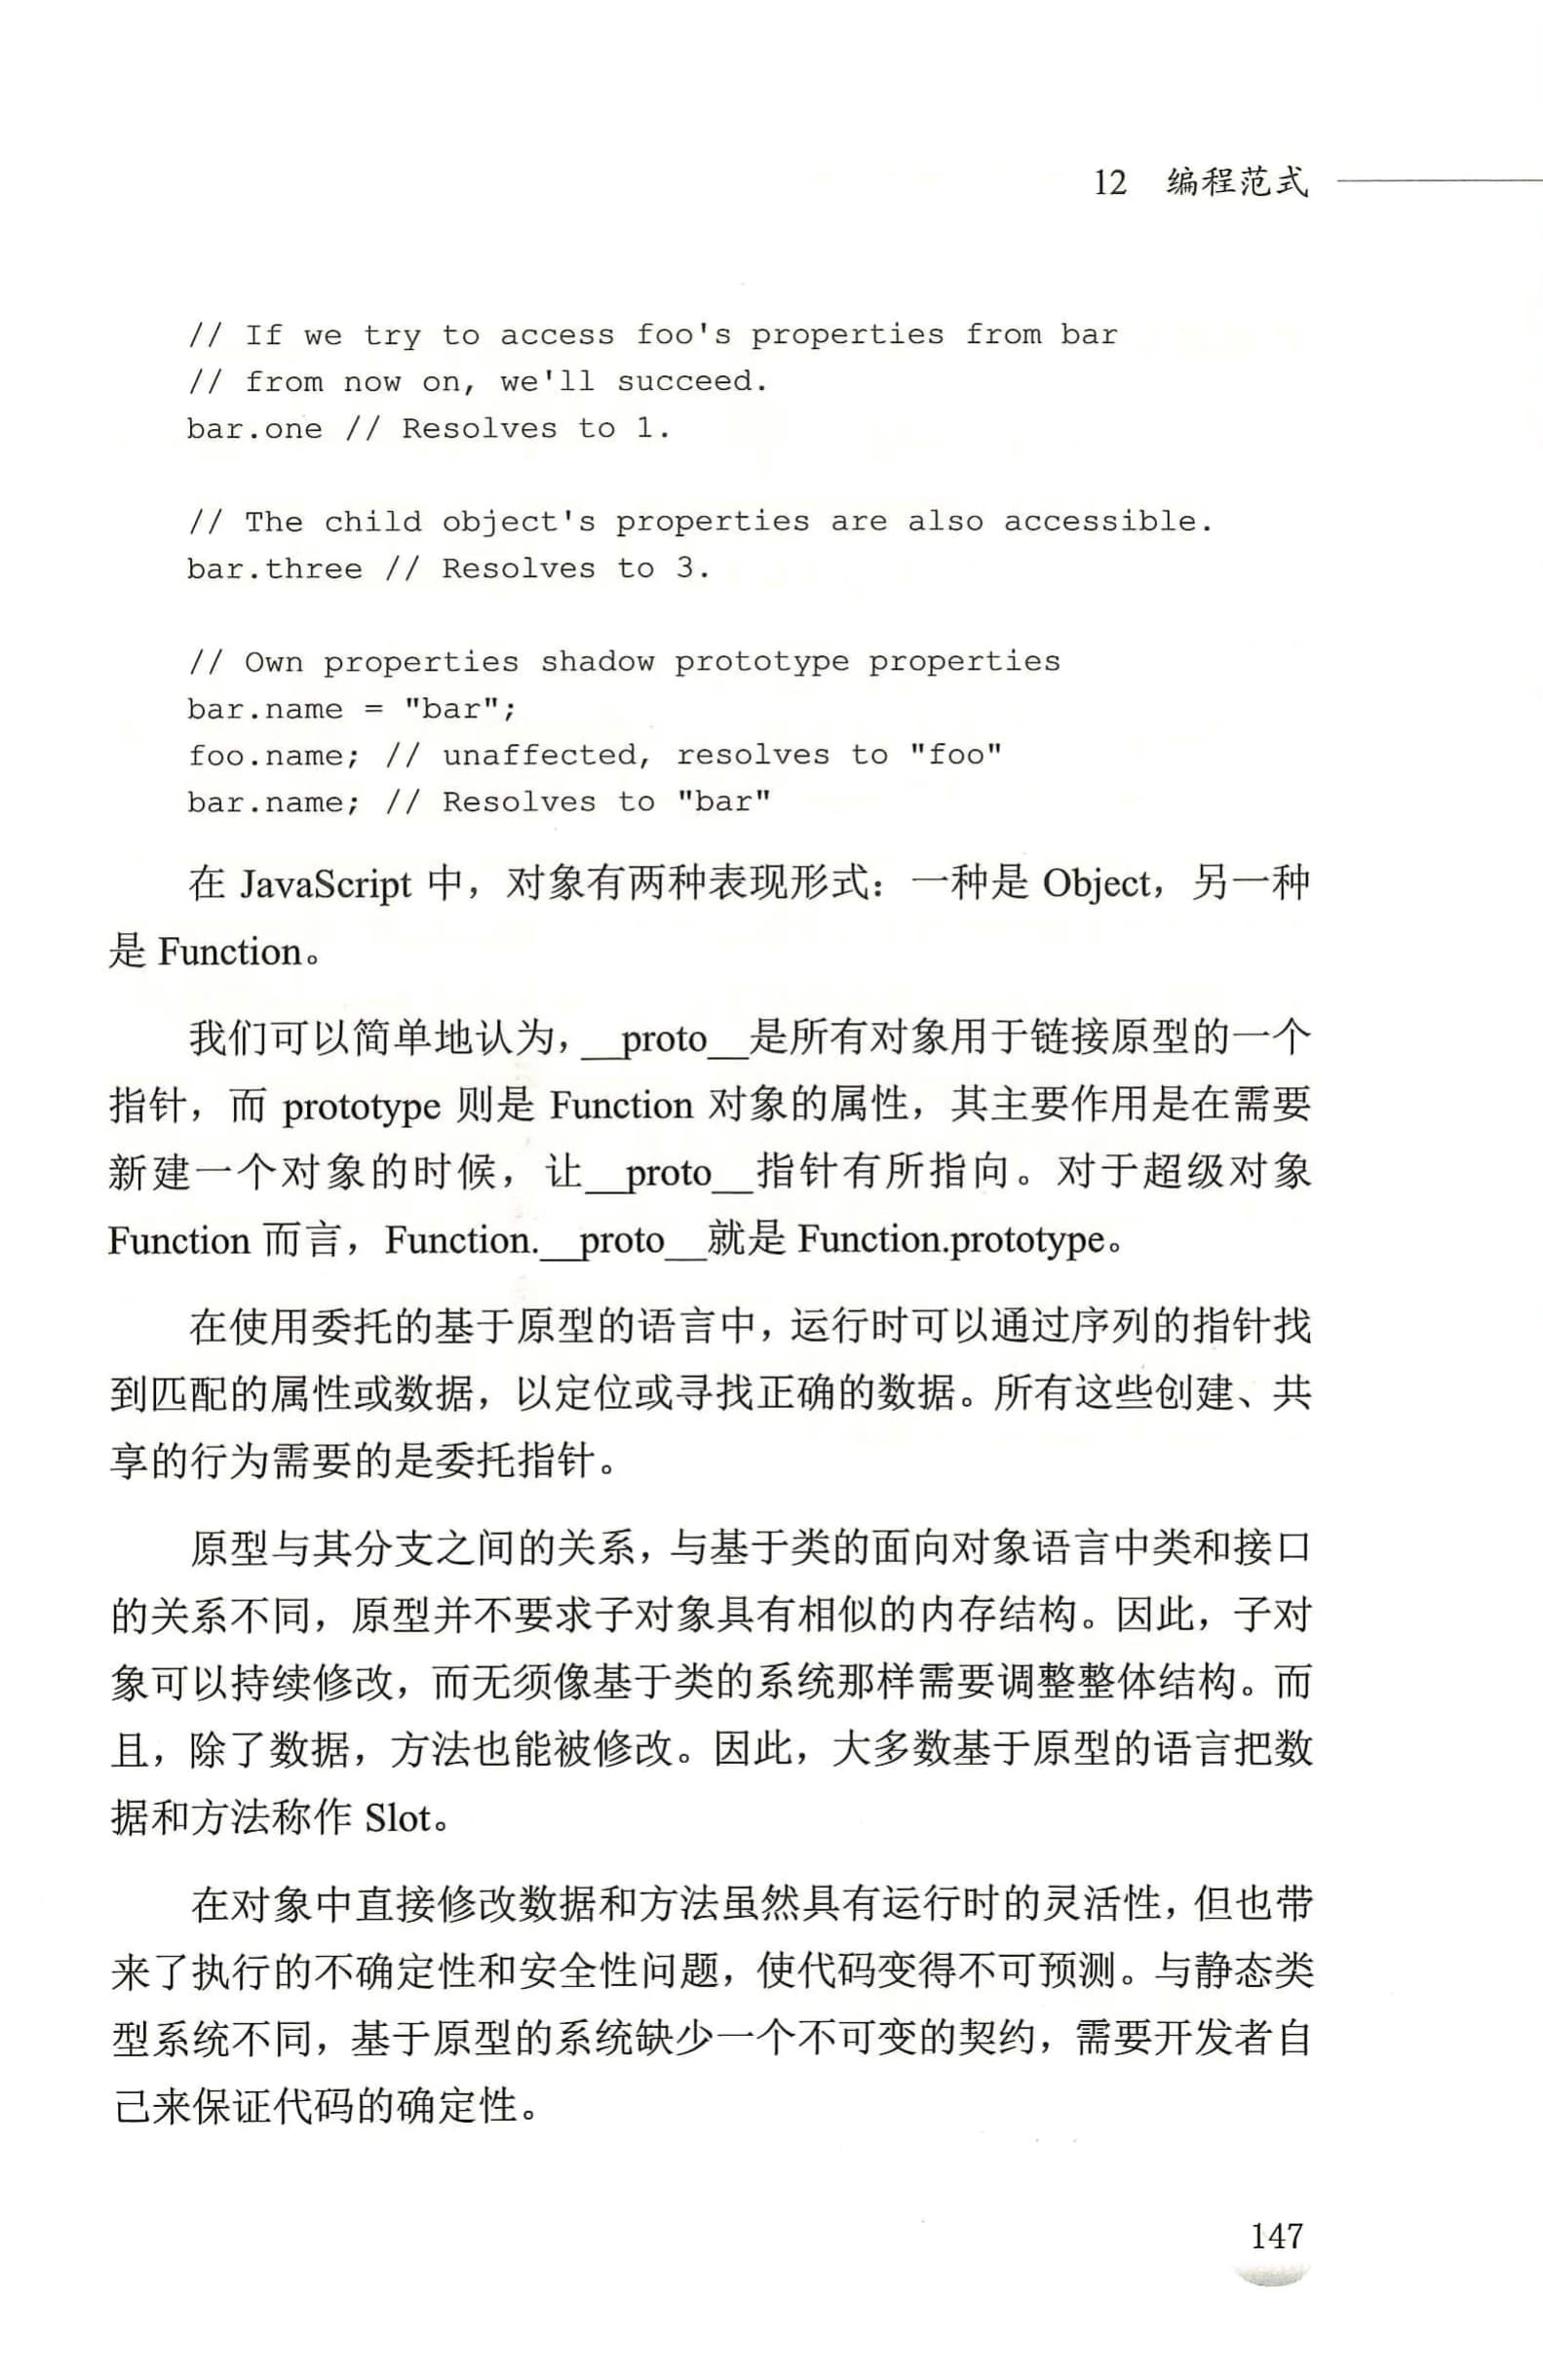 12 编程范式
// If we try to access foo's properties from bar
// from now on, we'll succeed.
bar.one // Resolves to 1.
// The child object's properties are also accessible.
bar.three // Resolves to 3.
// Own properties shadow prototype properties
bar.name = "bar";
foo.name; // unaffected, resolves to "foo"
bar.name; // Resolves to "bar"
在 JavaScript 中，对象有两种表现形式：一种是 Object，另一种
是 Function。
我们可以简单地认为，__proto__是所有对象用于链接原型的一个
指针，而 prototype 则是 Function 对象的属性，其主要作用是在需要
新建一个对象的时候，让__proto__指针有所指向。对于超级对象
Function 而言，Function.__proto__就是 Function.prototype。
在使用委托的基于原型的语言中，运行时可以通过序列的指针找
到匹配的属性或数据，以定位或寻找正确的数据。所有这些创建、共
享的行为需要的是委托指针。
原型与其分支之间的关系，与基于类的面向对象语言中类和接口
的关系不同，原型并不要求子对象具有相似的内存结构。因此，子对
象可以持续修改，而无须像基于类的系统那样需要调整整体结构。而
且，除了数据，方法也能被修改。因此，大多数基于原型的语言把数
据和方法称作 Slot。
在对象中直接修改数据和方法虽然具有运行时的灵活性，但也带
来了执行的不确定性和安全性问题，使代码变得不可预测。与静态类
型系统不同，基于原型的系统缺少一个不可变的契约，需要开发者自
己来保证代码的确定性。
147